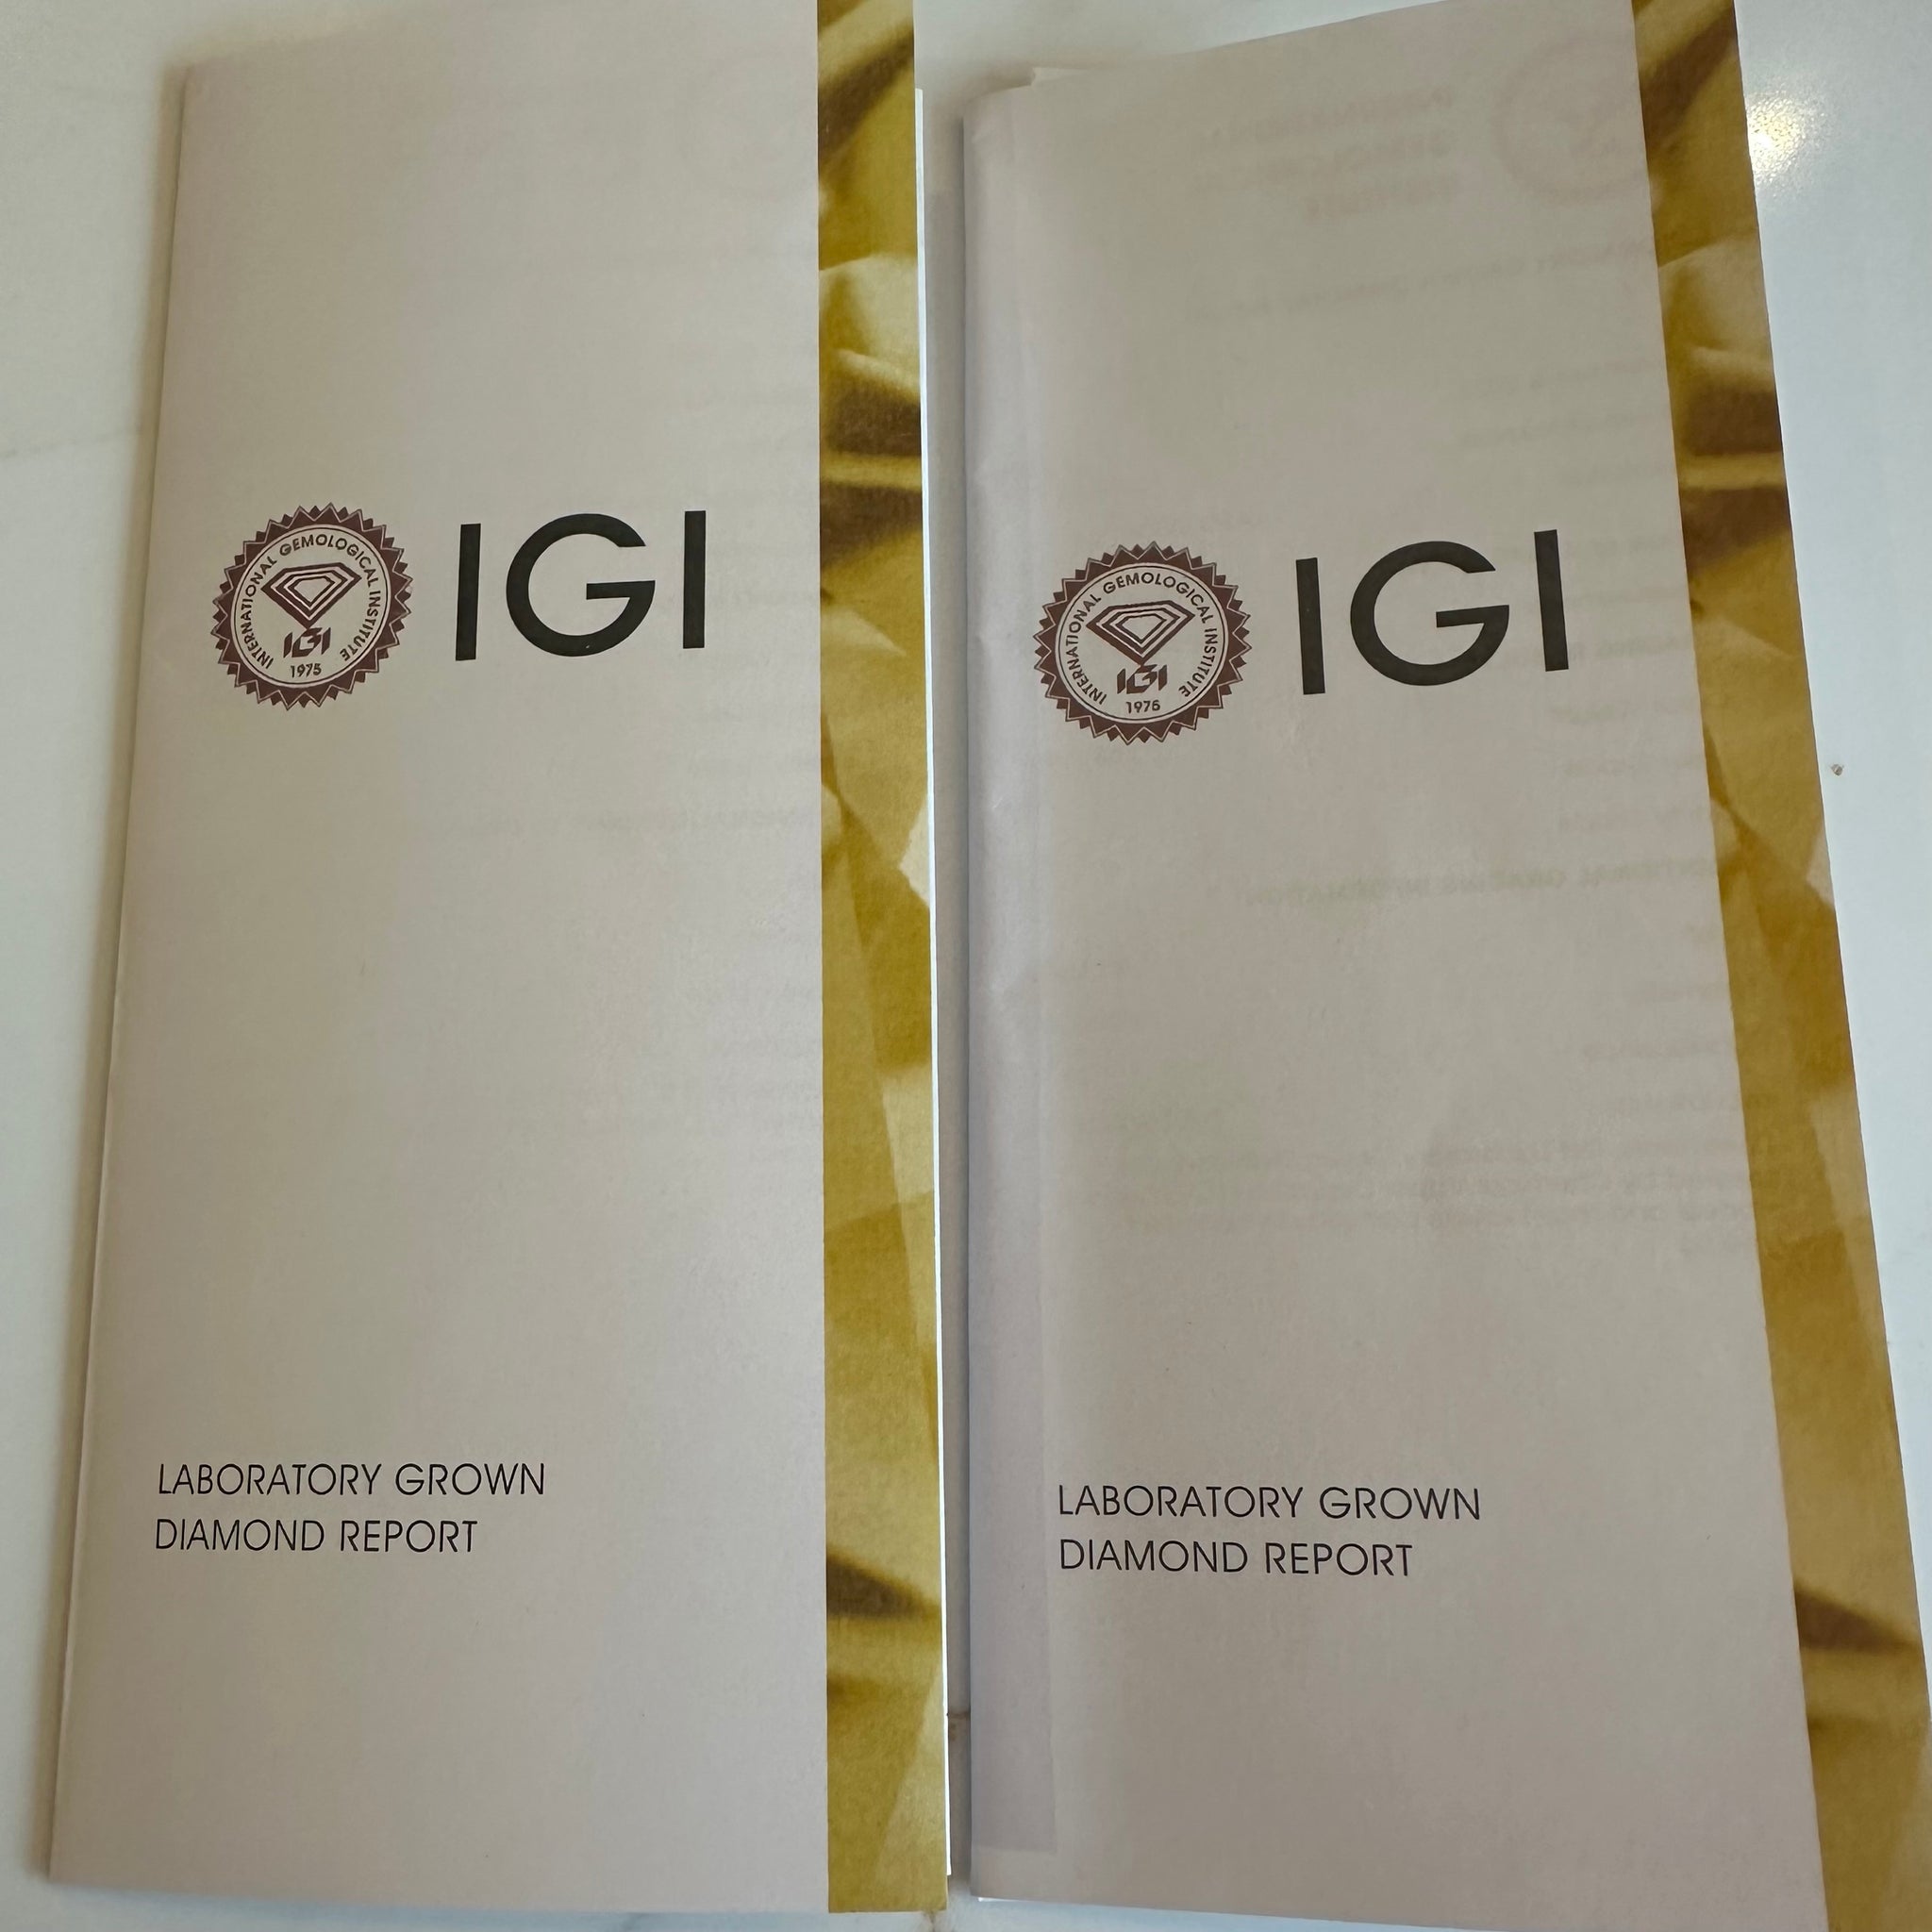 INTERNATIONAL GEMOLOGICAL INSTITUTE
IGI
1975
IGI
LABORATORY GROWN
DIAMOND REPORT
INTERNATIONAL GEMOLOGICAL INSTITUTE
IGI
1975
IGI
LABORATORY GROWN
DIAMOND REPORT